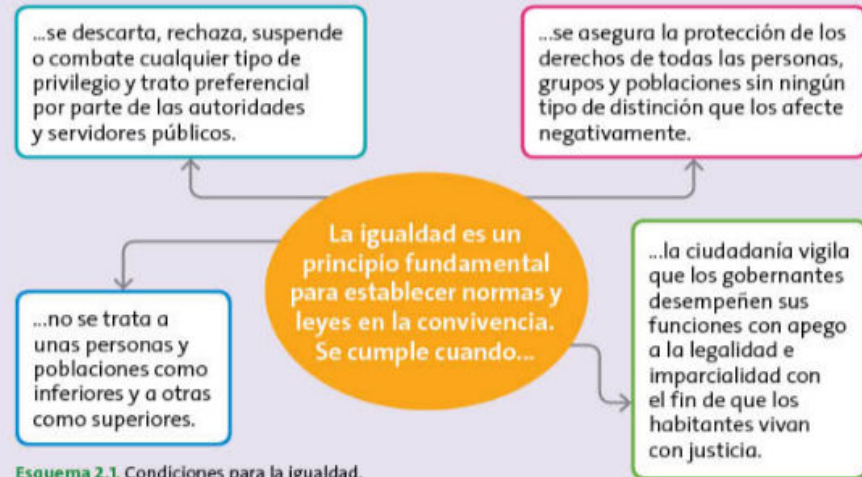 ...se descarta, rechaza, suspende
o combate cualquier tipo de
privilegio y trato preferencial
por parte de las autoridades
y servidores públicos.
...se asegura la protección de los
derechos de todas las personas,
grupos y poblaciones sin ningún
tipo de distinción que los afecte
negativamente.
La igualdad es un
principio fundamental
para establecer normas y
leyes en la convivencia.
Se cumple cuando...
...no se trata a
unas personas y
poblaciones como
inferiores y a otras
como superiores.
...la ciudadanía vigila
que los gobernantes
desempeñen sus
funciones con apego
a la legalidad e
imparcialidad con
el fin de que los
habitantes vivan
con justicia.
Esquema 2.1. Condiciones para la igualdad.